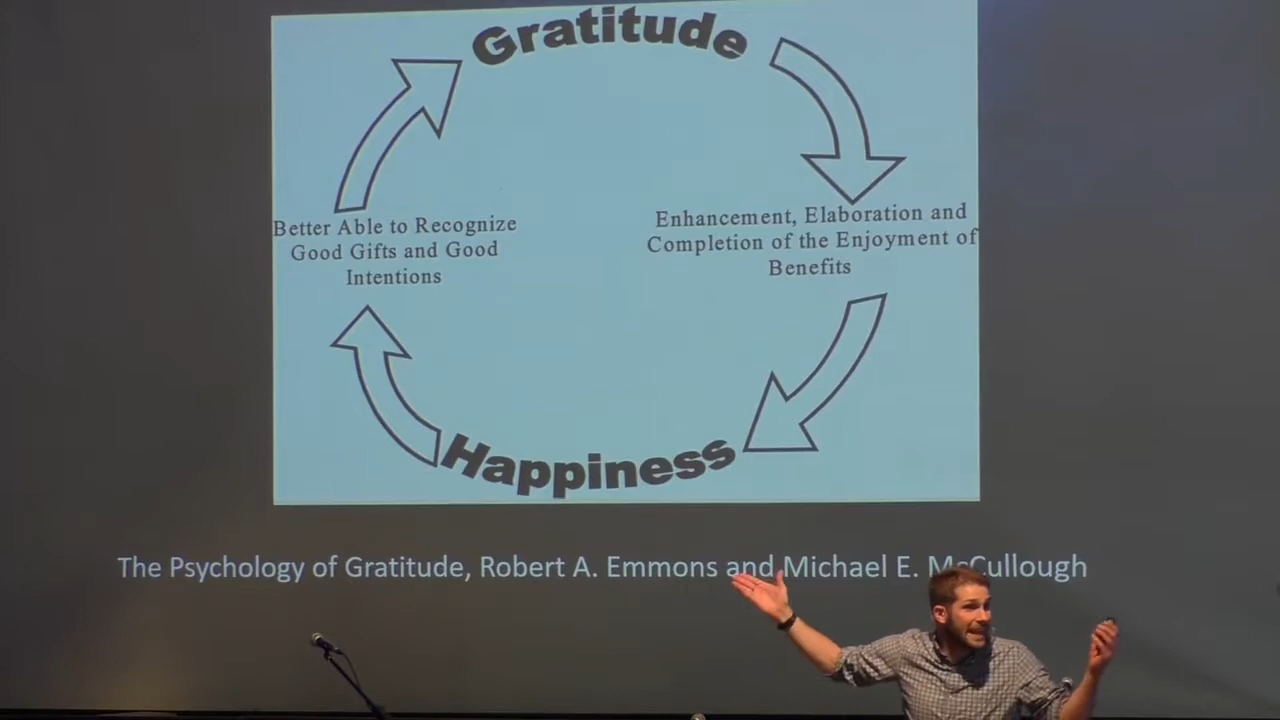 Gratitude
Better Able to Recognize
Good Gifts and Good
Intentions
Enhancement, Elaboration and
Completion of the Enjoyment of
Benefits
Happiness
The Psychology of Gratitude, Robert A. Emmons and Michael E. McCullough